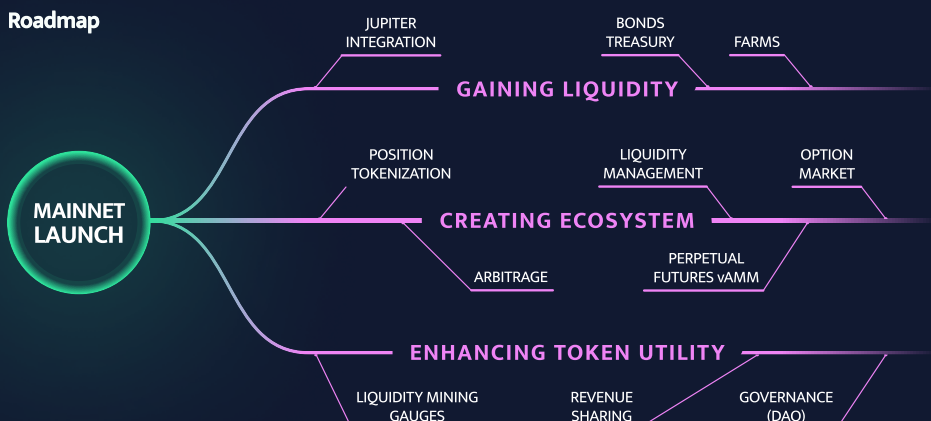 Roadmap
JUPITER
INTEGRATION
BONDS
TREASURY
FARMS
GAINING LIQUIDITY
POSITION
TOKENIZATION
LIQUIDITY
MANAGEMENT
OPTION
MARKET
MAINNET
LAUNCH
CREATING ECOSYSTEM
ARBITRAGE
PERPETUAL
FUTURES vAMM
ENHANCING TOKEN UTILITY
LIQUIDITY MINING
GAUGES
REVENUE
SHARING
GOVERNANCE
(DAO)